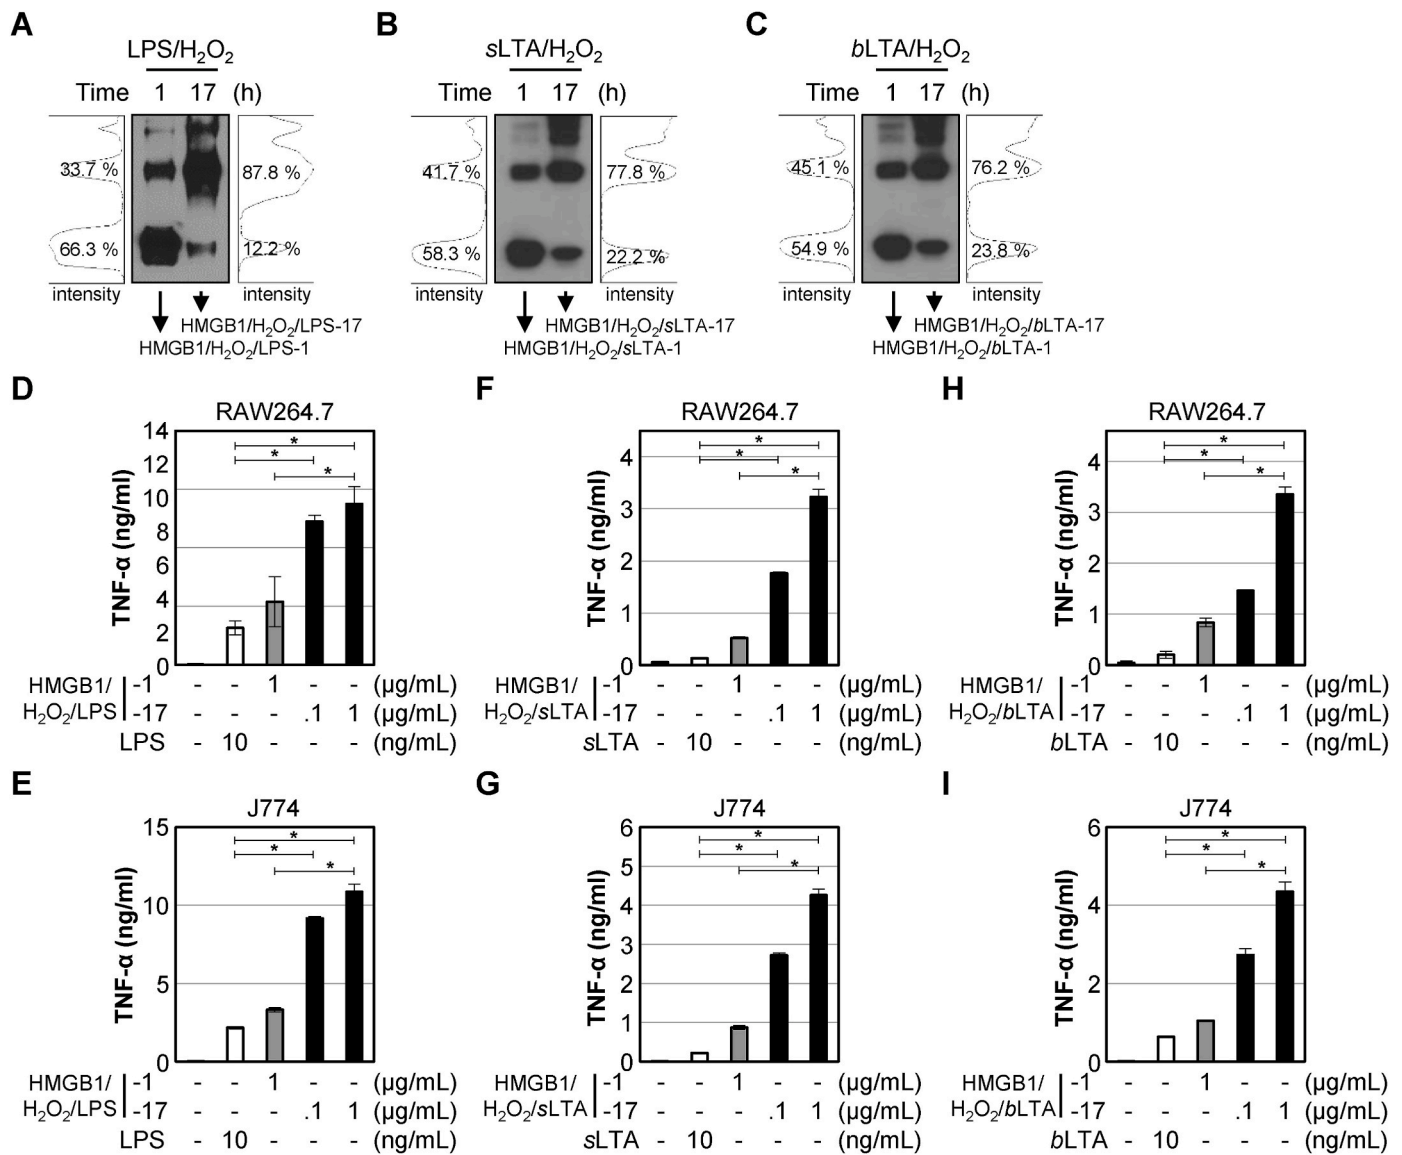 A
B
C
LPS/H₂O₂
sLTA/H₂O₂
bLTA/H₂O₂
Time 1 17 (h)
Time 1 17 (h)
Time 1 17 (h)
33.7 %
87.8 %
41.7 %
77.8 %
45.1 %
76.2 %
66.3 %
12.2 %
58.3 %
22.2 %
54.9 %
23.8 %
intensity
intensity
intensity
intensity
intensity
intensity
HMGB1/H₂O₂/LPS-17
HMGB1/H₂O₂/sLTA-17
HMGB1/H₂O₂/bLTA-17
HMGB1/H₂O₂/LPS-1
HMGB1/H₂O₂/sLTA-1
HMGB1/H₂O₂/bLTA-1
D
RAW264.7
TNF-α (ng/ml)
14
12
10
8
6
4
2
0
*
* *
HMGB1/ -1 - - 1 - - (µg/mL)
H₂O₂/LPS -17 - - - .1 1 (µg/mL)
LPS - 10 - - - (ng/mL)
F
RAW264.7
TNF-α (ng/ml)
4
3
2
1
0
*
*
*
HMGB1/ -1 - - 1 - - (µg/mL)
H₂O₂/sLTA -17 - - - .1 1 (µg/mL)
sLTA - 10 - - - (ng/mL)
H
RAW264.7
TNF-α (ng/ml)
4
3
2
1
0
*
*
*
HMGB1/ -1 - - 1 - - (µg/mL)
H₂O₂/bLTA -17 - - - .1 1 (µg/mL)
bLTA - 10 - - - (ng/mL)
E
J774
TNF-α (ng/ml)
15
10
5
0
*
*
*
HMGB1/ -1 - - 1 - - (µg/mL)
H₂O₂/LPS -17 - - - .1 1 (µg/mL)
LPS - 10 - - - (ng/mL)
G
J774
TNF-α (ng/ml)
6
5
4
3
2
1
0
*
*
*
HMGB1/ -1 - - 1 - - (µg/mL)
H₂O₂/sLTA -17 - - - .1 1 (µg/mL)
sLTA - 10 - - - (ng/mL)
I
J774
TNF-α (ng/ml)
6
4
2
0
*
*
*
HMGB1/ -1 - - 1 - - (µg/mL)
H₂O₂/bLTA -17 - - - .1 1 (µg/mL)
bLTA - 10 - - - (ng/mL)